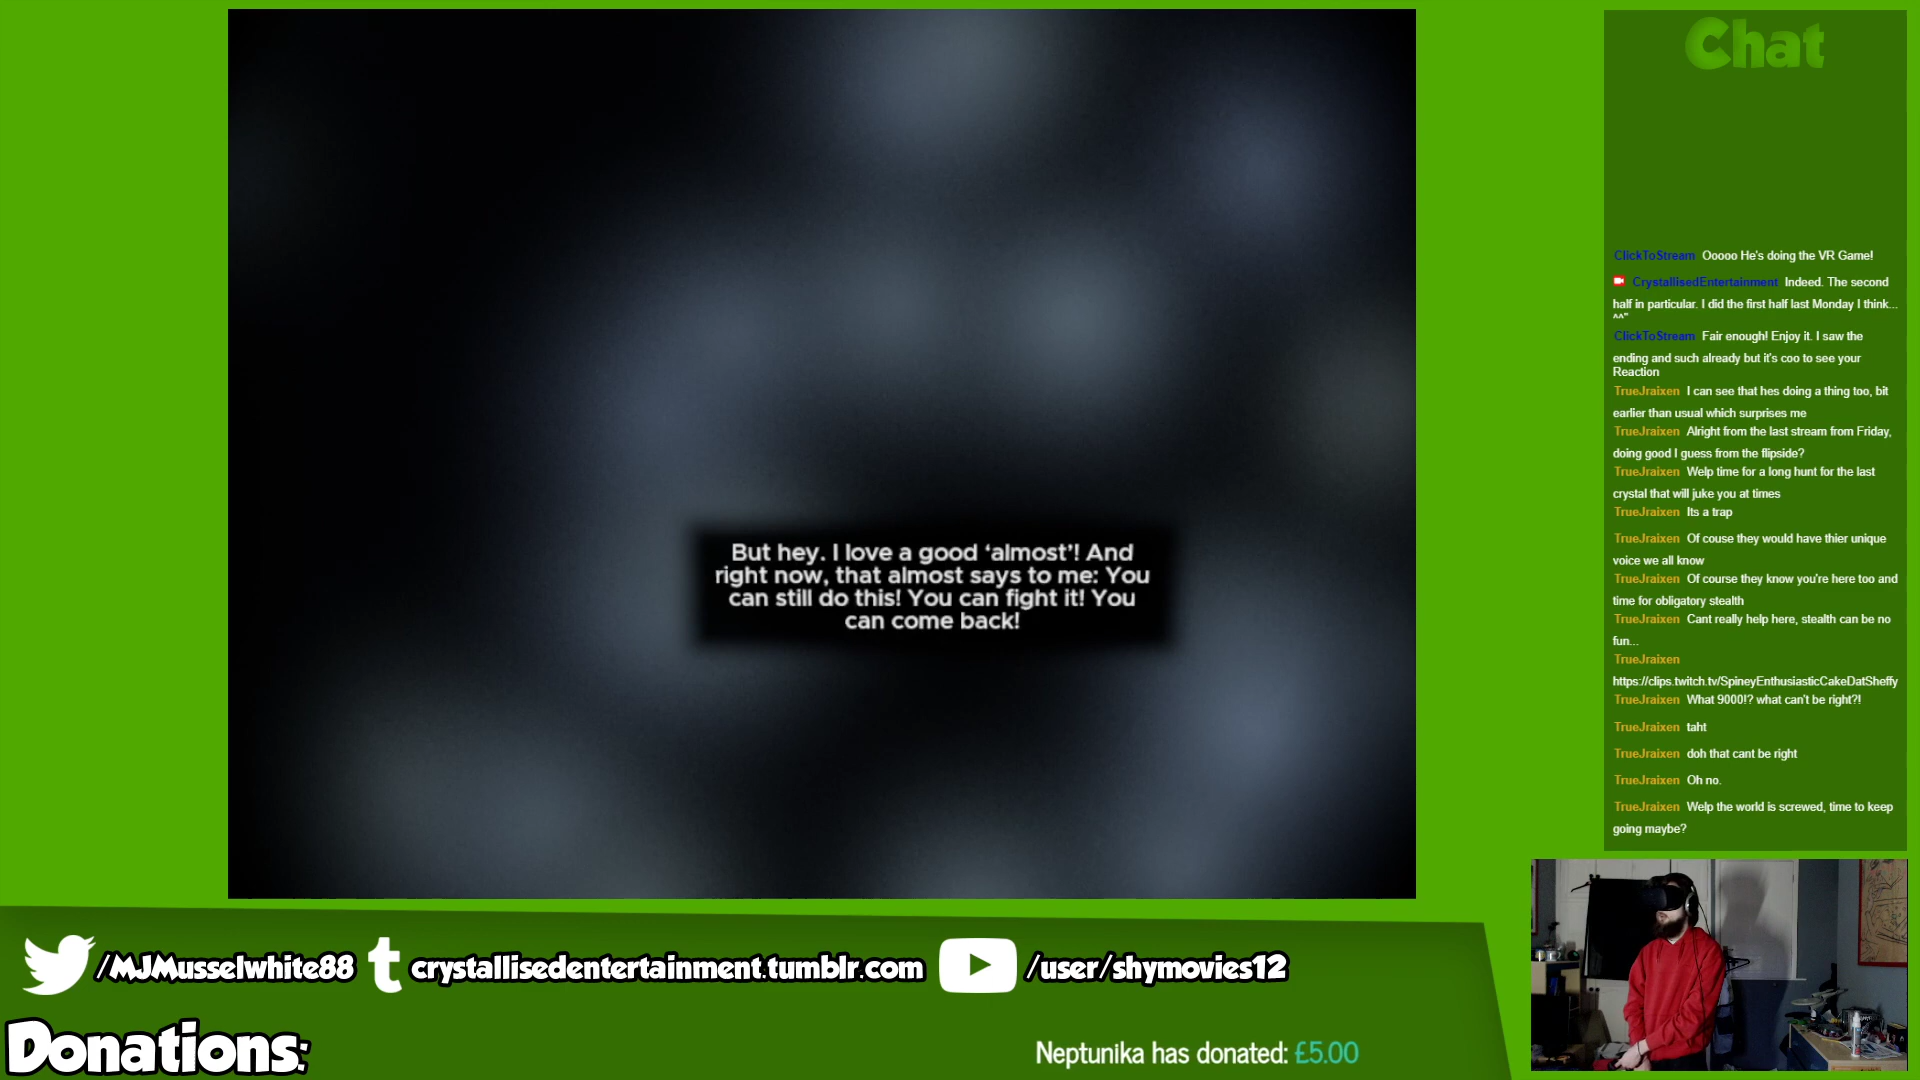 But hey. I love a good ‘almost’! And
right now, that almost says to me: You
can still do this! You can fight it! You
can come back!
Chat
ClickToStream Ooooo He's doing the VR Game!
CrystallisedEntertainment Indeed. The second
half in particular. I did the first half last Monday I think...
^^"
ClickToStream Fair enough! Enjoy it. I saw the
ending and such already but it's coo to see your
Reaction
TrueJraixen I can see that hes doing a thing too, bit
earlier than usual which surprises me
TrueJraixen Alright from the last stream from Friday,
doing good I guess from the flipside?
TrueJraixen Welp time for a long hunt for the last
crystal that will juke you at times
TrueJraixen Its a trap
TrueJraixen Of couse they would have thier unique
voice we all know
TrueJraixen Of course they know you're here too and
time for obligatory stealth
TrueJraixen Cant really help here, stealth can be no
fun...
TrueJraixen
https://clips.twitch.tv/SpineyEnthusiasticCakeDatSheffy
TrueJraixen What 9000!? what can't be right?!
TrueJraixen taht
TrueJraixen doh that cant be right
TrueJraixen Oh no.
TrueJraixen Welp the world is screwed, time to keep
going maybe?
/MJMusselwhite88 crystallisedentertainment.tumblr.com /user/shymovies12
Donations:
Neptunika has donated: £5.00